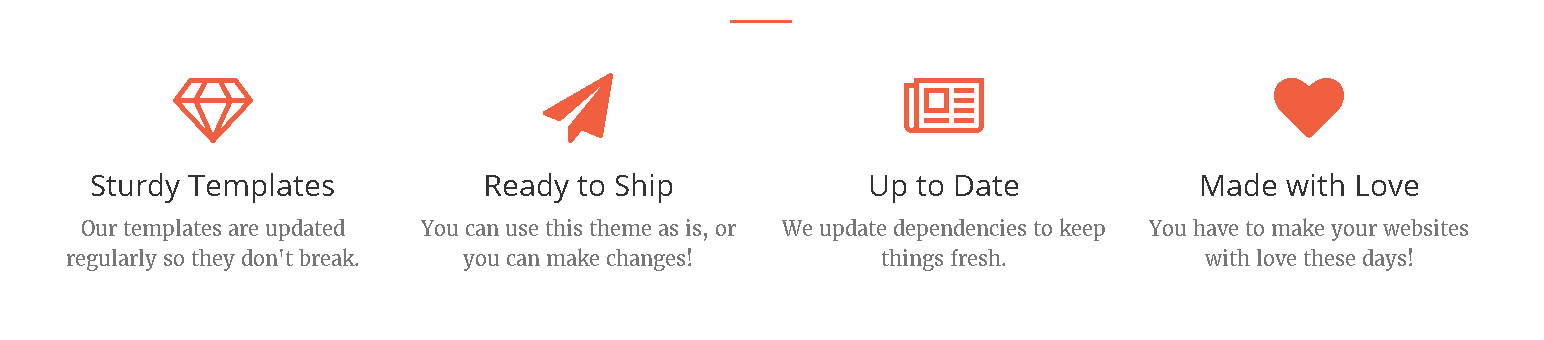 Sturdy Templates
Our templates are updated
regularly so they don't break.
Ready to Ship
You can use this theme as is, or
you can make changes!
Up to Date
We update dependencies to keep
things fresh.
Made with Love
You have to make your websites
with love these days!